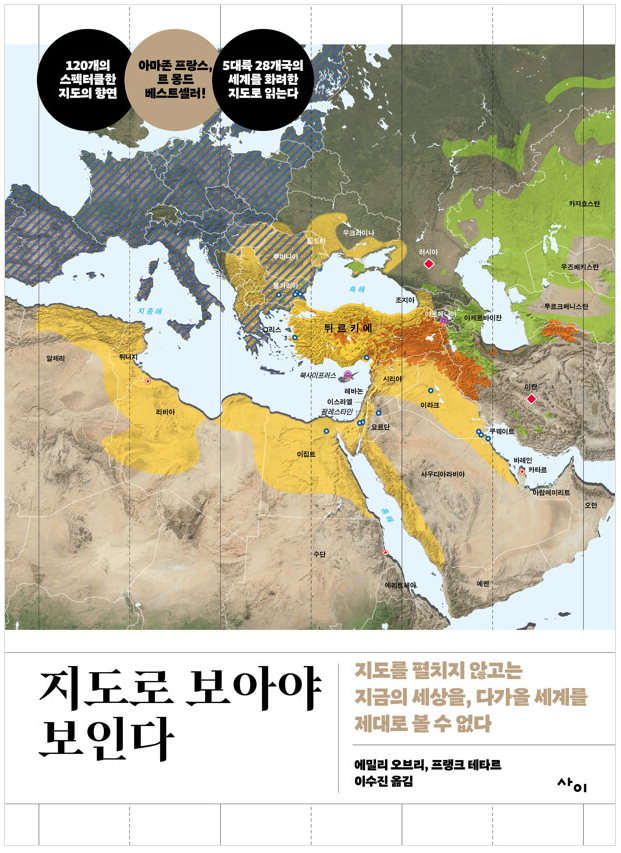 120개의
스펙터클한
지도의 향연
아마존 프랑스,
르 몽드
베스트셀러!
5대륙 28개국의
세계를 화려한
지도로 읽는다
카자흐스탄
우크라이나
몰도바
러시아
루마니아
우즈베키스탄
불가리아
흑해
지중해
조지아
투르크메니스탄
아르메니아
아제르바이잔
그리스
튀르키예
알제리
튀니지
북사이프러스
시리아
이란
레바논
이스라엘
이라크
리비아
팔레스타인
요르단
쿠웨이트
이집트
바레인
카타르
사우디아라비아
아랍에미리트
오만
홍해
수단
에리트레아
예멘
지도로 보아야
보인다
지도를 펼치지 않고는
지금의 세상을, 다가올 세계를
제대로 볼 수 없다
에밀리 오브리, 프랭크 테타르
이수진 옮김
사이